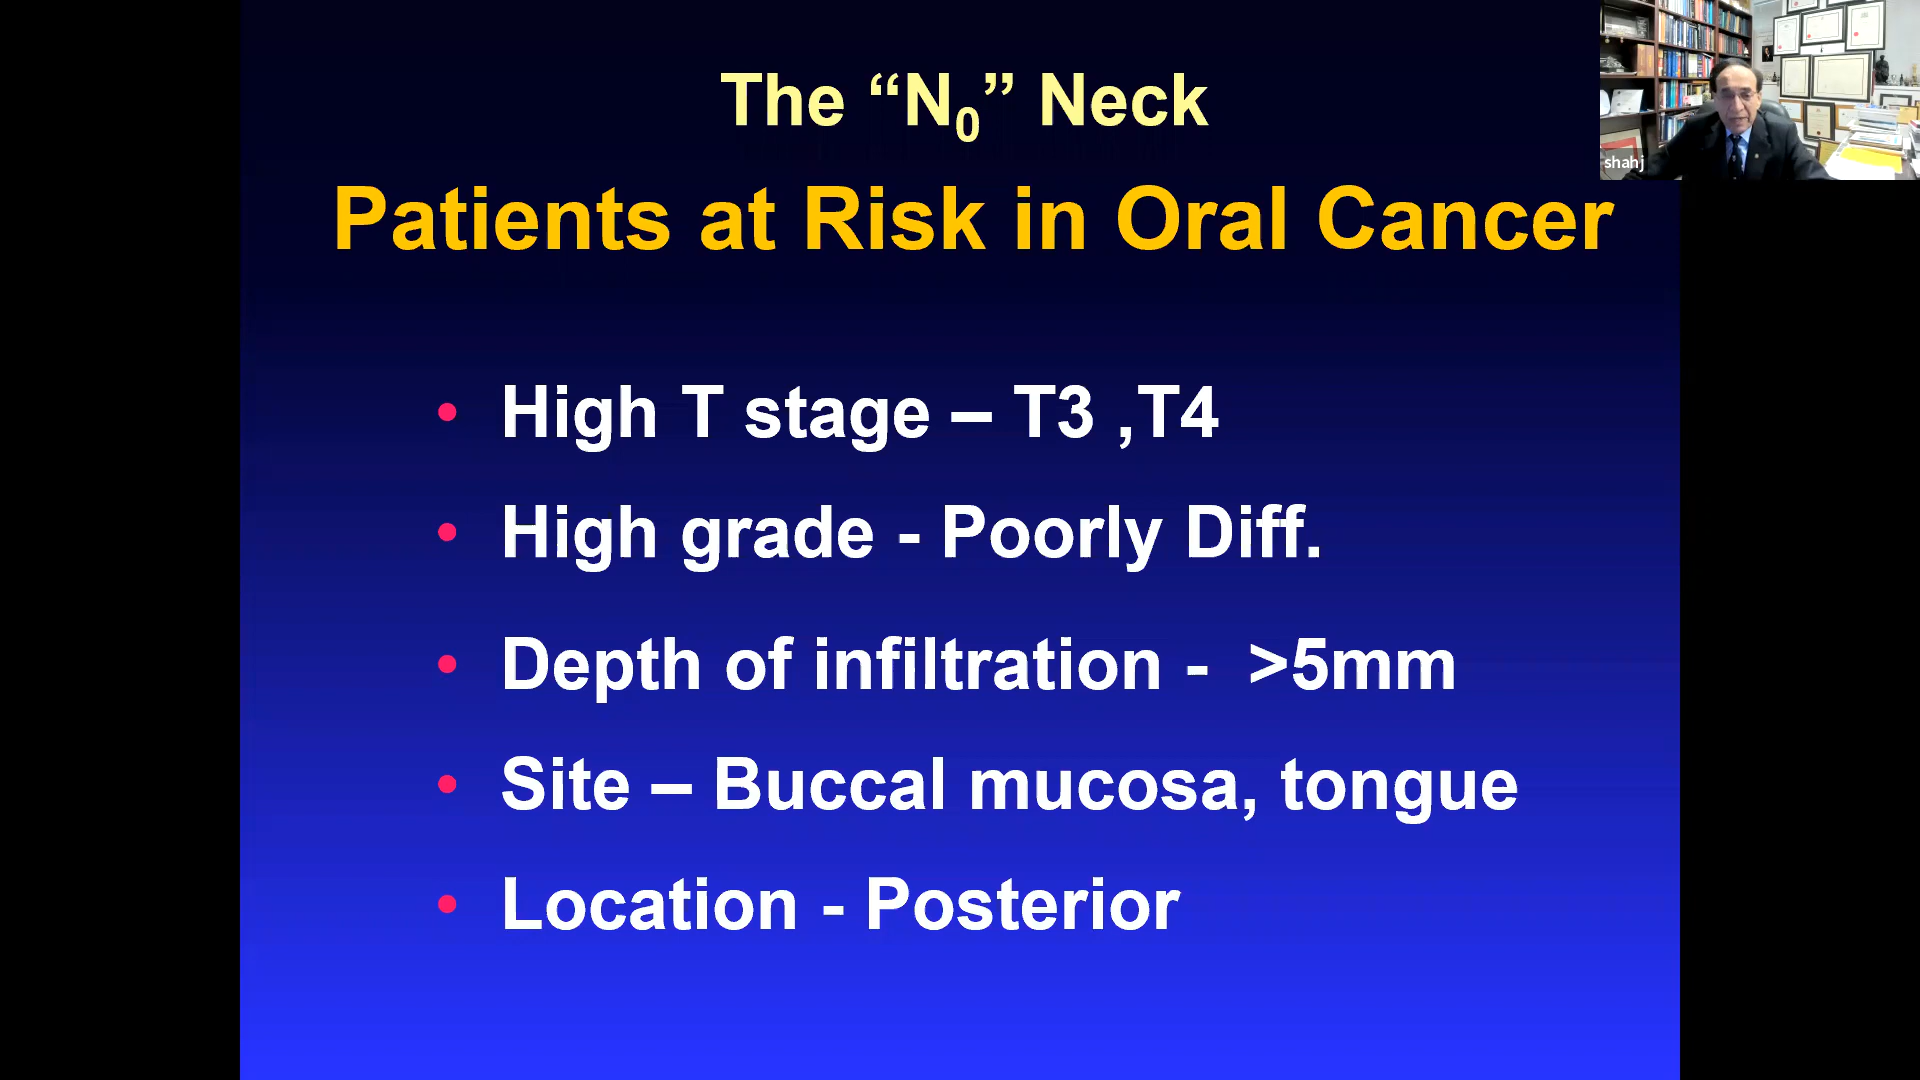 The “N0” Neck
Patients at Risk in Oral Cancer
• High T stage – T3 ,T4
• High grade - Poorly Diff.
• Depth of infiltration - >5mm
• Site – Buccal mucosa, tongue
• Location - Posterior
shahj